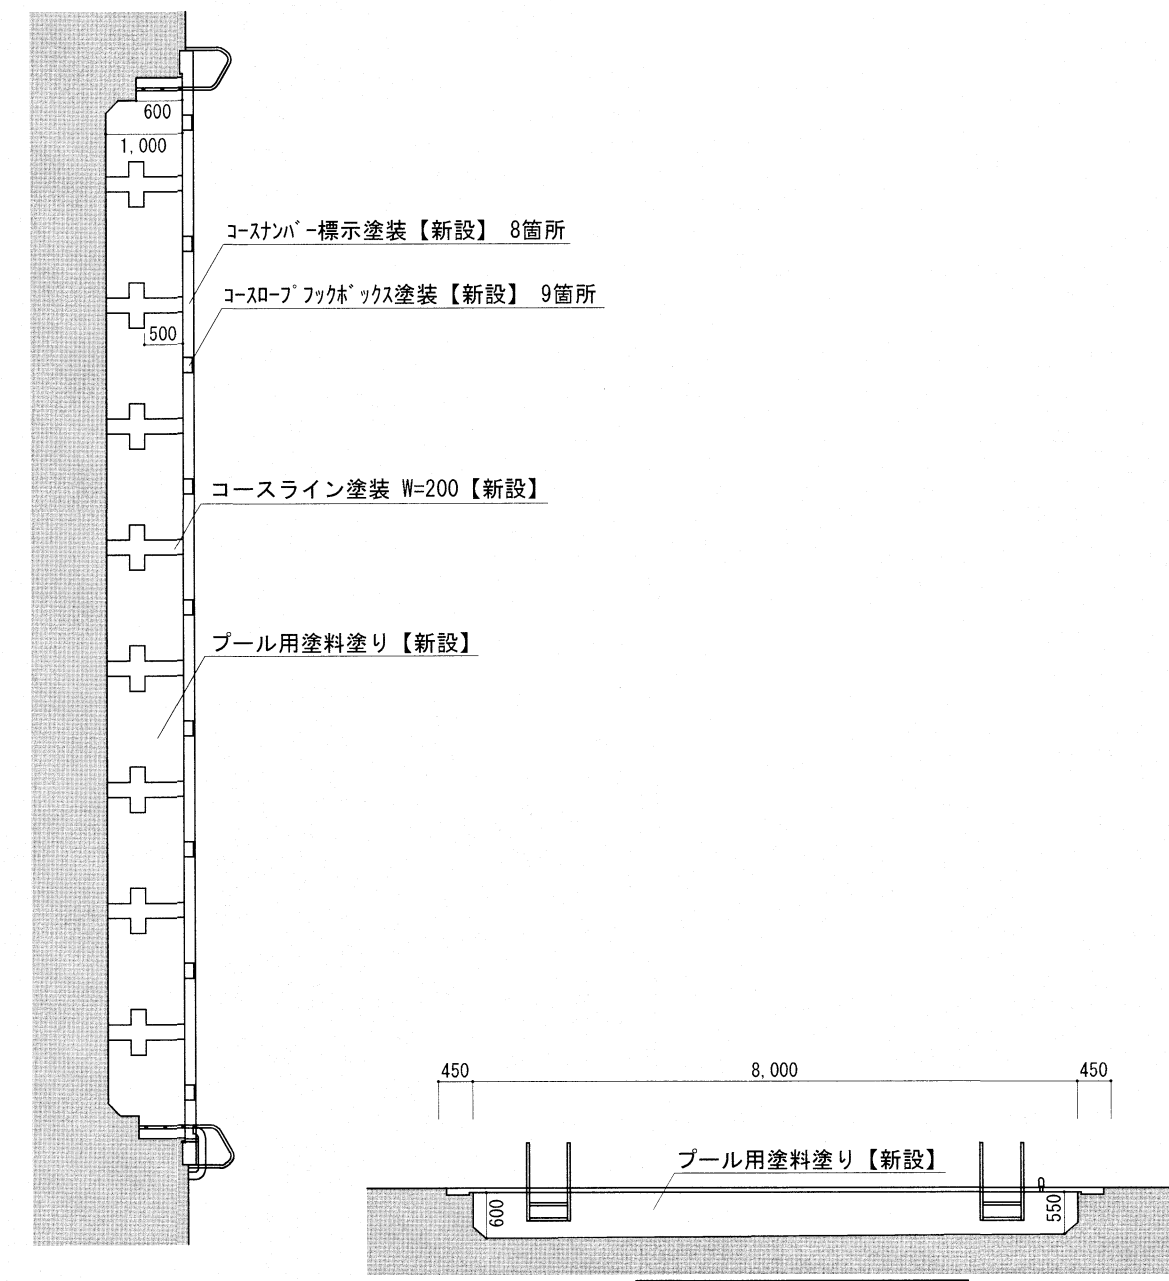 600
1,000
コースナンバー標示塗装【新設】 8箇所
コースロープフックボックス塗装【新設】 9箇所
500
コースライン塗装 W=200【新設】
プール用塗料塗り【新設】
450
8,000
450
プール用塗料塗り【新設】
600
550